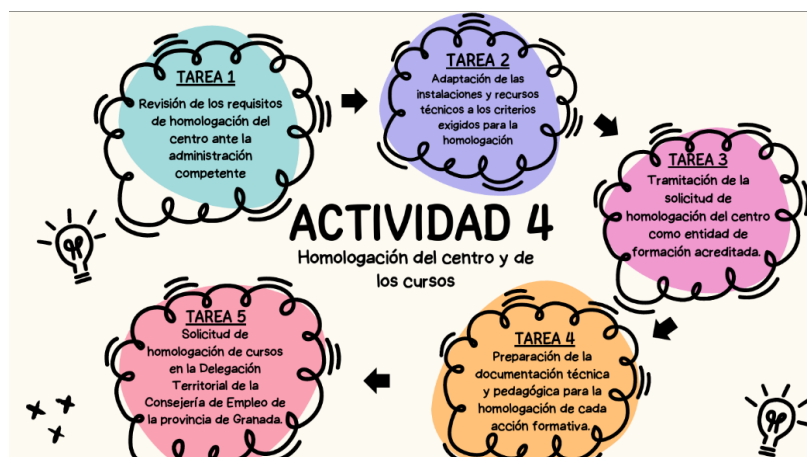 TAREA 1
Revisión de los requisitos
de homologación del
centro ante la
administración
competente
TAREA 2
Adaptación de las
instalaciones y recursos
técnicos a los criterios
exigidos para la
homologación
TAREA 3
Tramitación de la
solicitud de
homologación del centro
como entidad de
formación acreditada.
ACTIVIDAD 4
Homologación del centro y de
los cursos
TAREA 4
Preparación de la
documentación técnica
y pedagógica para la
homologación de cada
acción formativa.
TAREA 5
Solicitud de
homologación de cursos
en la Delegación
Territorial de la
Consejería de Empleo de
la provincia de Granada.